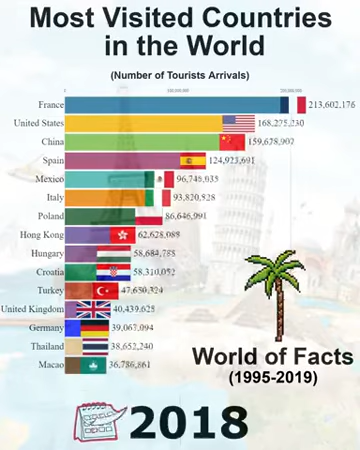 Most Visited Countries
in the World
(Number of Tourists Arrivals)
France 213,602,176
United States 168,275,230
China 159,678,902
Spain 124,923,691
Mexico 96,746,035
Italy 93,820,528
Poland 86,646,991
Hong Kong 62,628,088
Hungary 58,684,788
Croatia 58,310,052
Turkey 47,630,324
United Kingdom 40,439,625
Germany 39,067,094
Thailand 38,652,240
Macao 36,786,861
World of Facts
(1995-2019)
2018